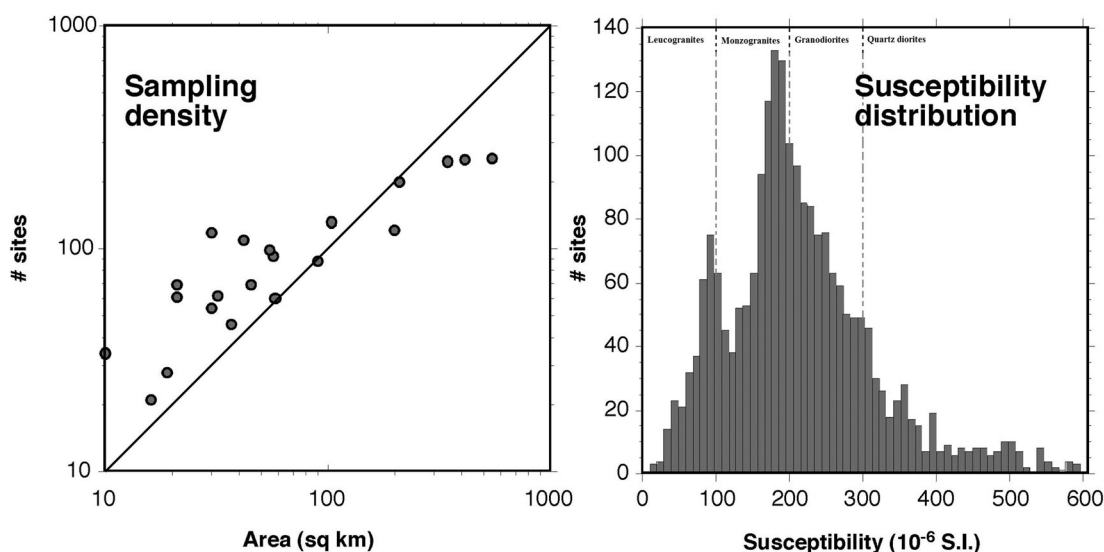 Sampling
density
1000
100
10
# sites
10
100
1000
Area (sq km)
Leucogranites
Monzogranites
Granodiorites
Quartz diorites
Susceptibility
distribution
140
120
100
80
60
40
20
0
# sites
0
100
200
300
400
500
600
Susceptibility (10⁻⁶ S.I.)